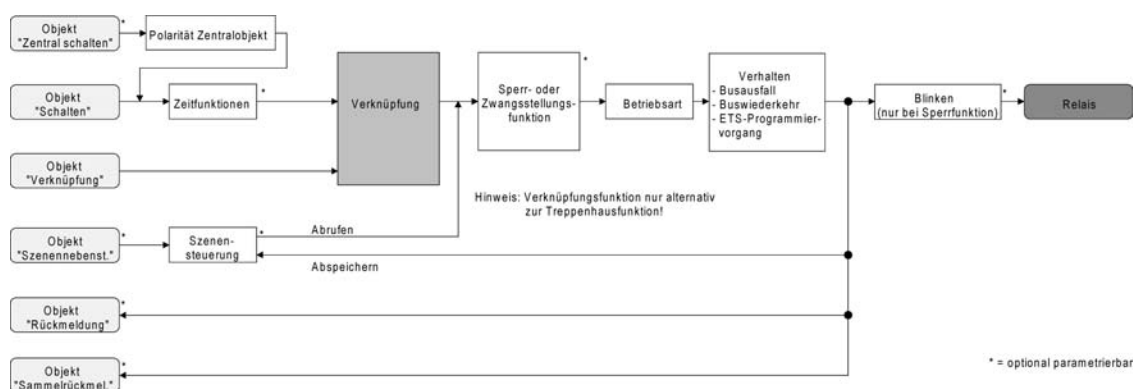 Objekt
"Zentral schalten"
*
Polarität Zentralobjekt
Objekt
"Schalten"
Zeitfunktionen
*
Verknüpfung
Sperr- oder
Zwangsstellungs-
funktion
*
Betriebsart
Verhalten
- Busausfall
- Buswiederkehr
- ETS-Programmier-
vorgang
Blinken
(nur bei Sperrfunktion)
*
Relais
Objekt
"Verknüpfung"
Hinweis: Verknüpfungsfunktion nur alternativ
zur Treppenhausfunktion!
Objekt
"Szenennebenst."
*
Szenen-
steuerung
*
Abrufen
Abspeichern
Objekt
"Rückmeldung"
*
Objekt
"Sammelrückmel."
*
* = optional parametrierbar